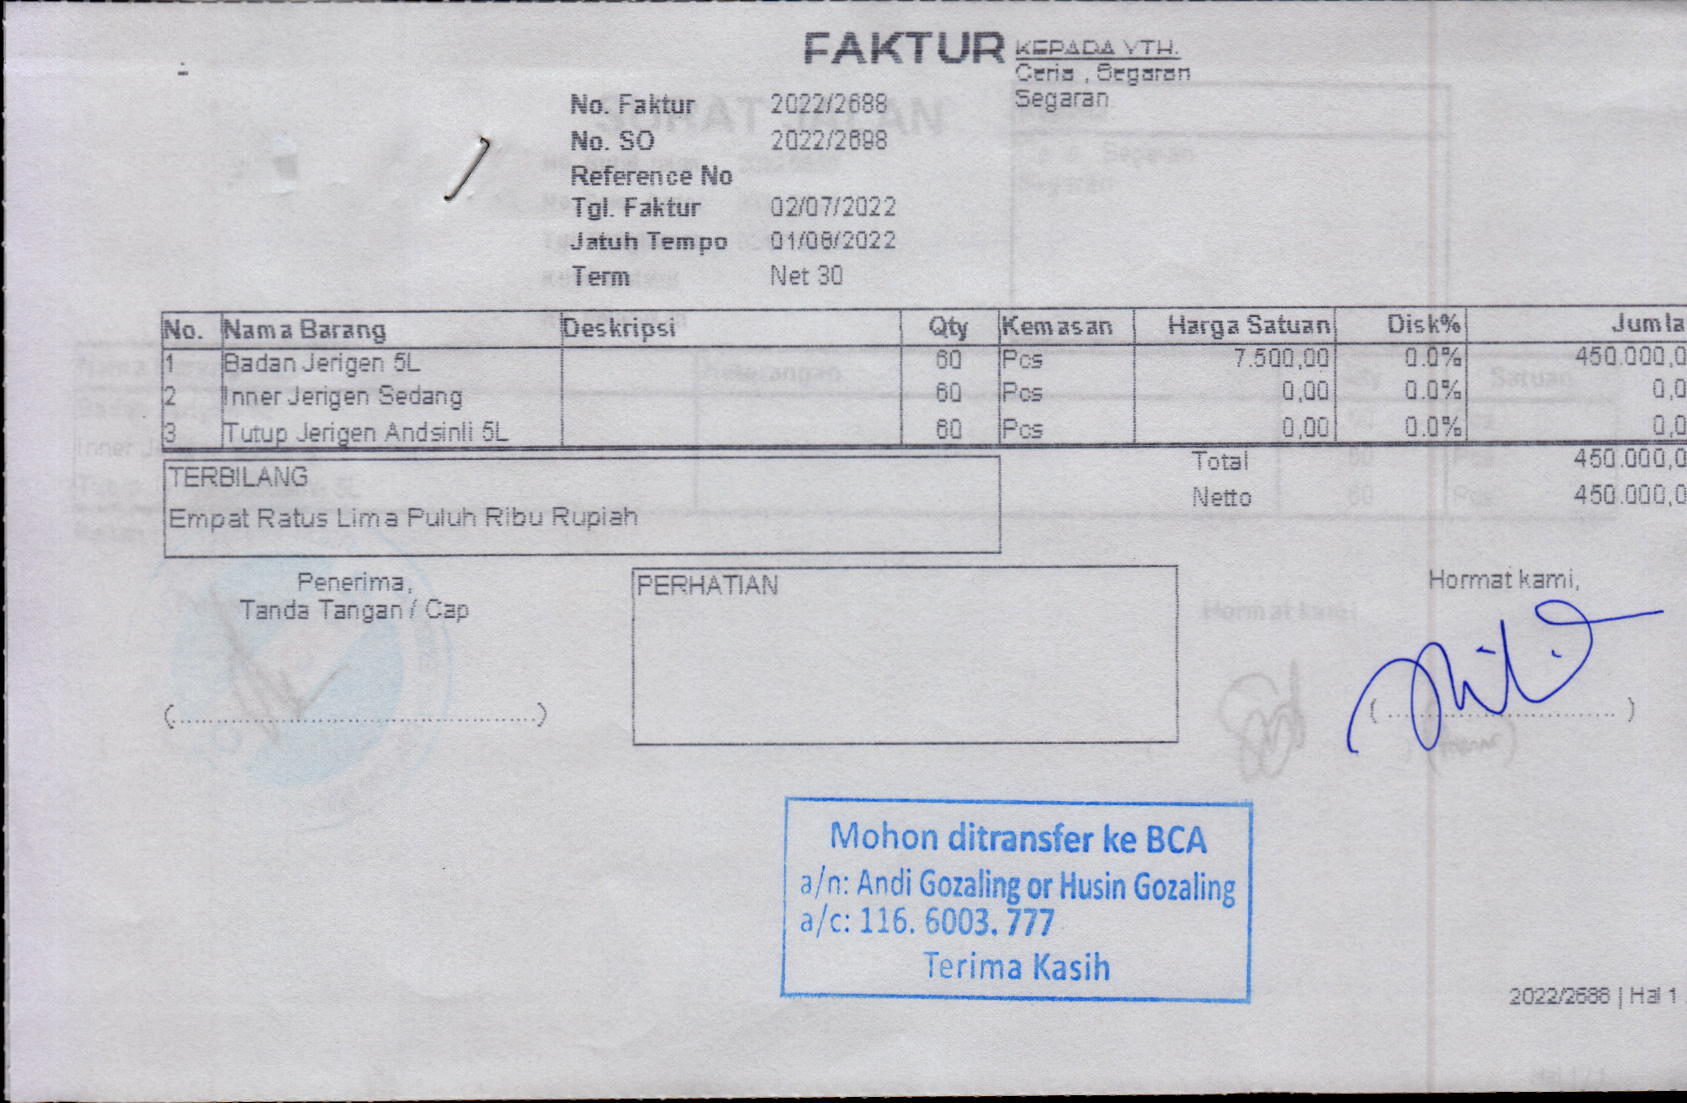 FAKTUR
KEPADA YTH.
Ceria , Segaran
Segaran
No. Faktur 2022/2688
No. SO 2022/2698
Reference No
Tgl. Faktur 02/07/2022
Jatuh Tempo 01/08/2022
Term Net 30
No. Nama Barang Deskripsi Qty Kemasan Harga Satuan Disk% Jumla
1 Badan Jerigen 5L 60 Pcs 7.500,00 0.0% 450.000,0
2 Inner Jerigen Sedang 60 Pcs 0,00 0.0% 0,0
3 Tutup Jerigen Andsinli 5L 60 Pcs 0,00 0.0% 0,0
Total 450.000,0
Netto 450.000,0
TERBILANG
Empat Ratus Lima Puluh Ribu Rupiah
Penerima,
Tanda Tangan / Cap
PERHATIAN
Hormat kami,
Mohon ditransfer ke BCA
a/n: Andi Gozaling or Husin Gozaling
a/c: 116. 6003. 777
Terima Kasih
2022/2688 | Hal 1